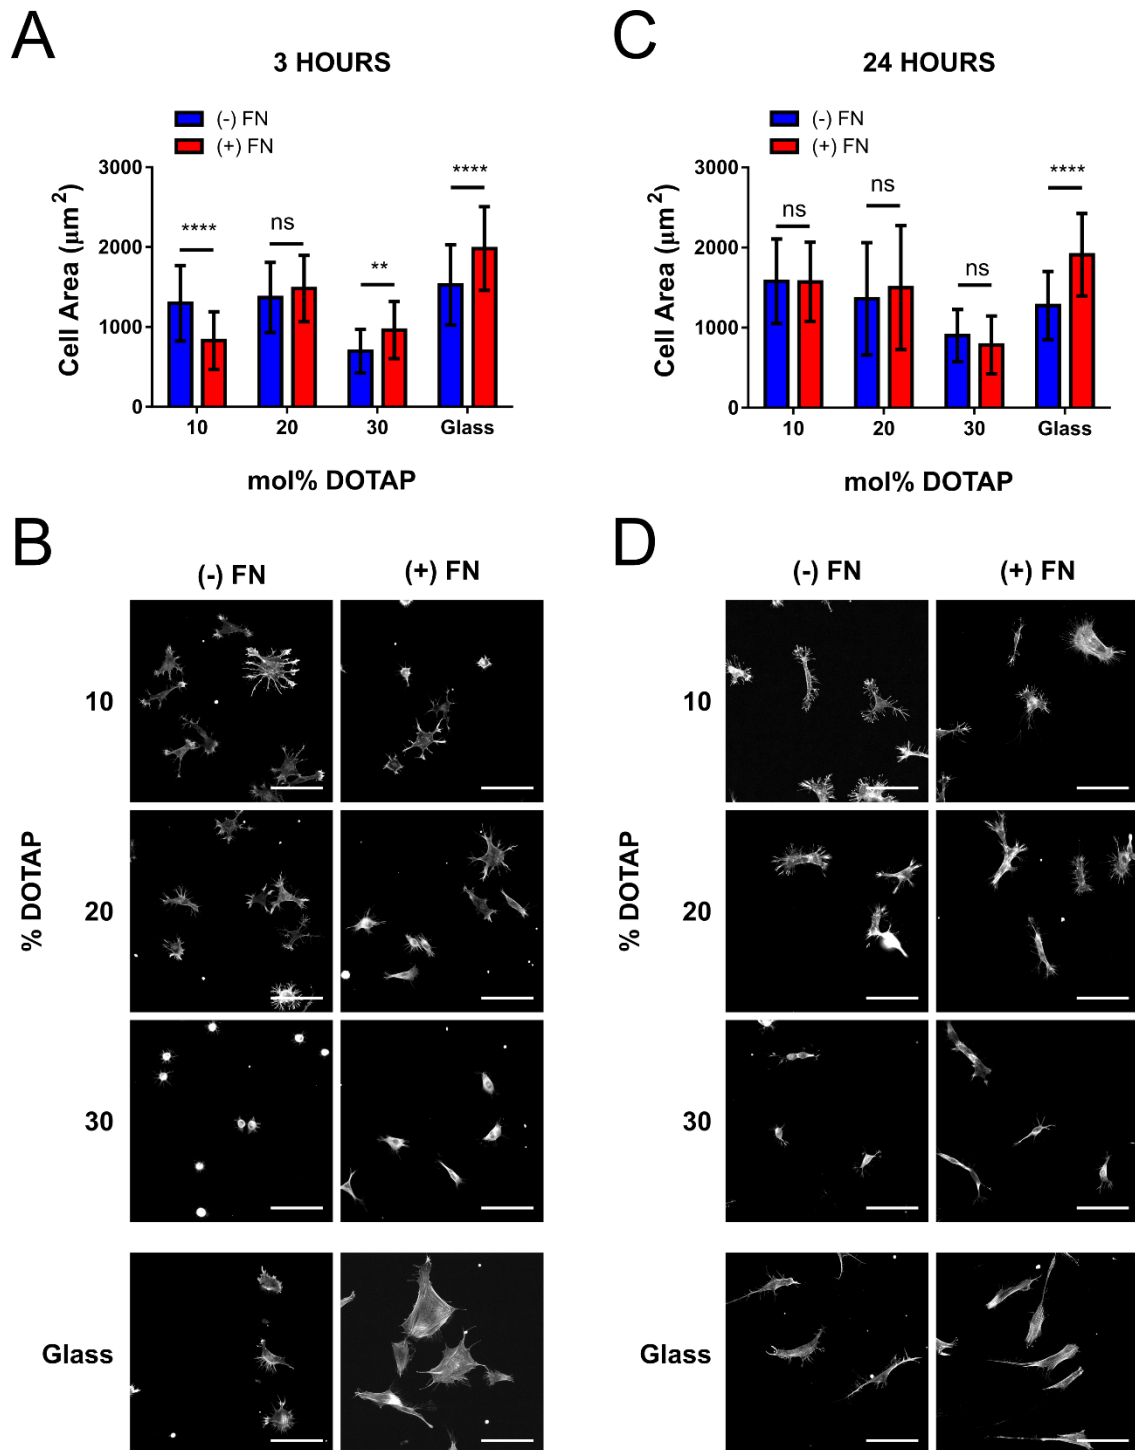 A
3 HOURS
(-) FN
(+) FN
Cell Area (μm²)
3000
2000
1000
0
****
ns
**
****
10
20
30
Glass
mol% DOTAP
C
24 HOURS
(-) FN
(+) FN
Cell Area (μm²)
3000
2000
1000
0
ns
ns
ns
****
10
20
30
Glass
mol% DOTAP
B
(-) FN
(+) FN
% DOTAP
10
20
30
Glass
D
(-) FN
(+) FN
% DOTAP
10
20
30
Glass